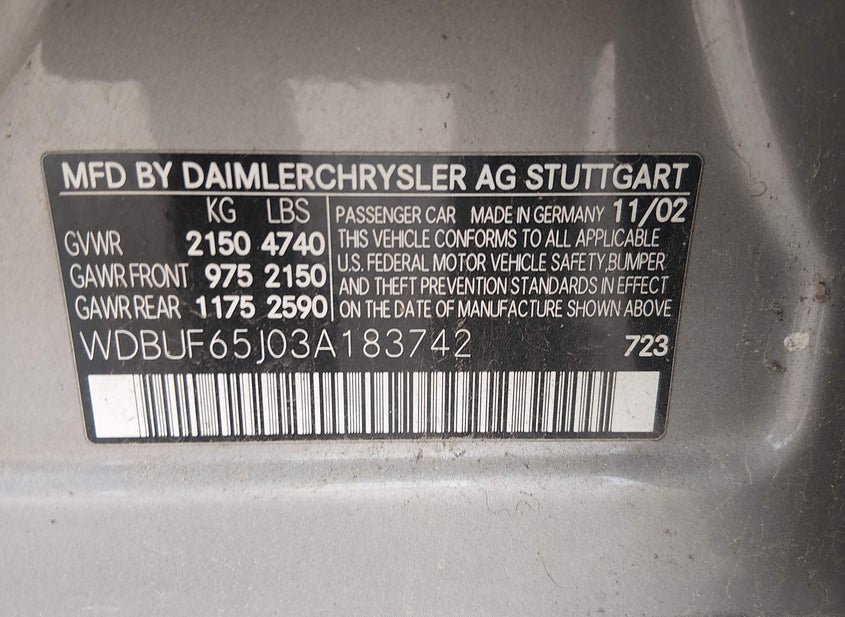 MFD BY DAIMLERCHRYSLER AG STUTTGART
KG LBS
GVWR 2150 4740
GAWR FRONT 975 2150
GAWR REAR 1175 2590
PASSENGER CAR MADE IN GERMANY 11/02
THIS VEHICLE CONFORMS TO ALL APPLICABLE
U.S. FEDERAL MOTOR VEHICLE SAFETY,BUMPER
AND THEFT PREVENTION STANDARDS IN EFFECT
ON THE DATE OF MANUFACTURE SHOWN ABOVE
WDBUF65J03A183742 723